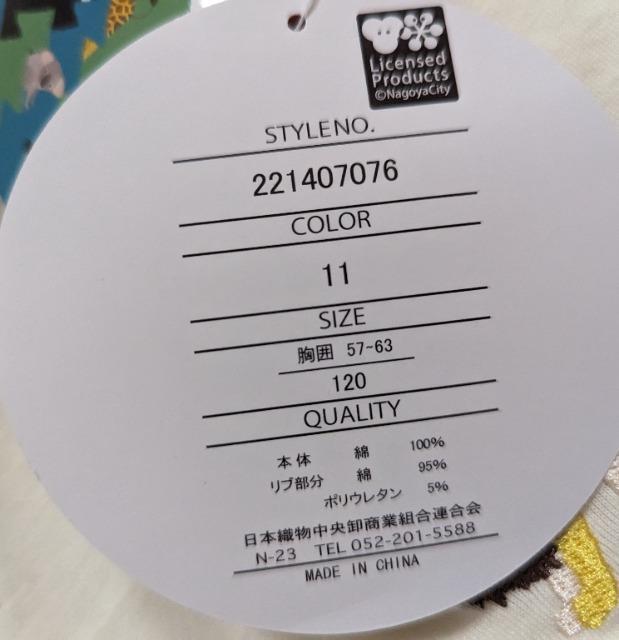 Licensed
Products
©NagoyaCity
STYLE NO.
221407076
COLOR
11
SIZE
胸囲 57~63
120
QUALITY
本体 綿 100%
リブ部分 綿 95%
ポリウレタン 5%
日本織物中央卸商業組合連合会
N-23 TEL 052-201-5588
MADE IN CHINA